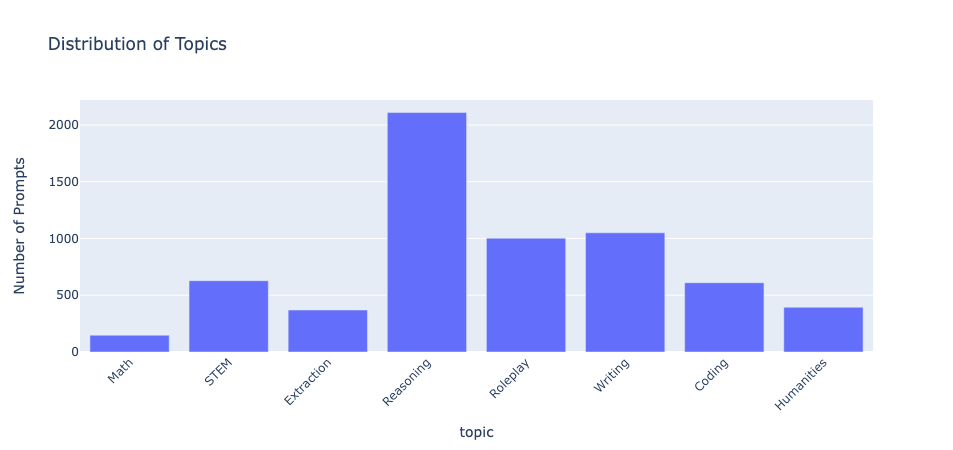 Distribution of Topics
Number of Prompts
2000
1500
1000
500
0
Math
STEM
Extraction
Reasoning
Roleplay
Writing
Coding
Humanities
topic